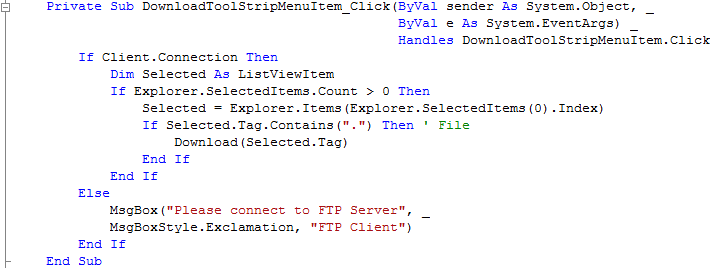 Private Sub DownloadToolStripMenuItem_Click(ByVal sender As System.Object, _
ByVal e As System.EventArgs) _
Handles DownloadToolStripMenuItem.Click
If Client.Connection Then
Dim Selected As ListViewItem
If Explorer.SelectedItems.Count > 0 Then
Selected = Explorer.Items(Explorer.SelectedItems(0).Index)
If Selected.Tag.Contains(".") Then ' File
Download(Selected.Tag)
End If
End If
Else
MsgBox("Please connect to FTP Server", _
MsgBoxStyle.Exclamation, "FTP Client")
End If
End Sub